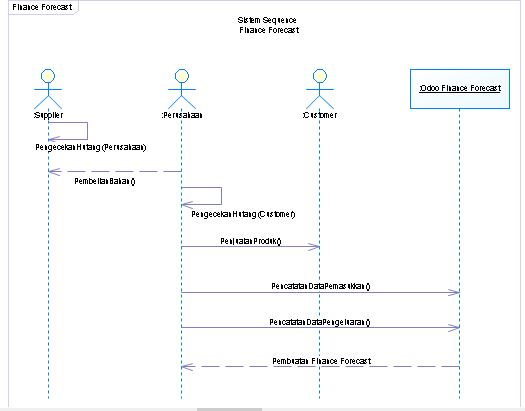 Finance Forecast
Sistem Sequence
Finance Forecast
:Supplier
:Perusahaan
:Customer
:Odoo Finance Forecast
PengecekanHutang (Perusahaan)
PembelianBahan()
PengecekanHutang (Customer)
PenjualanProduk()
PencatatanDataPemasukkan()
PencatatanDataPengeluaran()
Pembuatan Finance Forecast